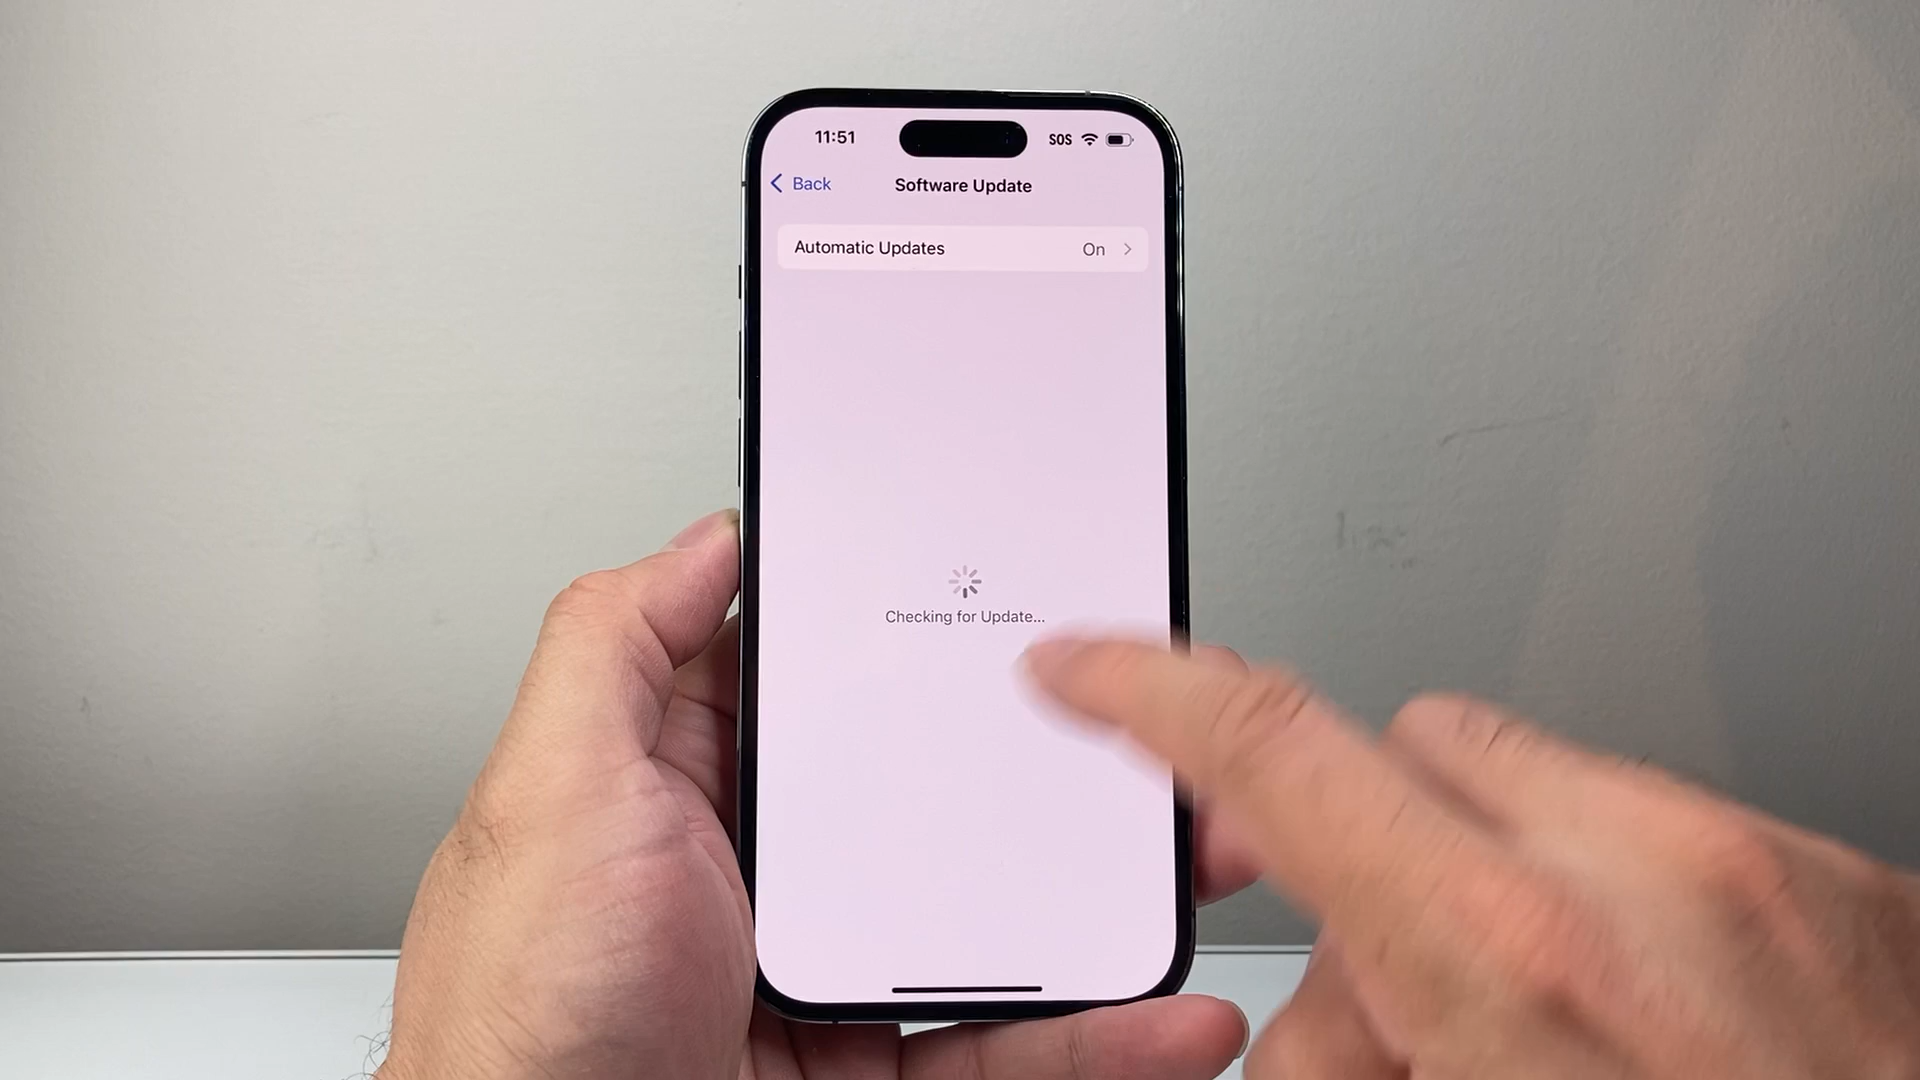 11:51
SOS
Back
Software Update
Automatic Updates On
Checking for Update...